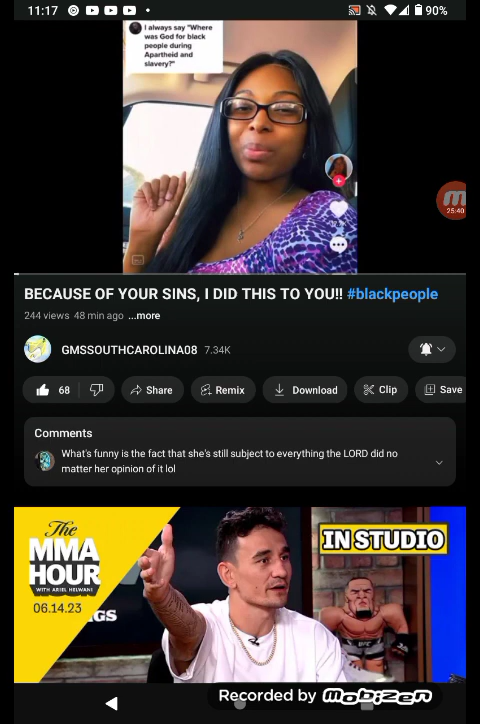 11:17
90%
I always say "Where
was God for black
people during
Apartheid and
slavery?"
25:40
BECAUSE OF YOUR SINS, I DID THIS TO YOU!! #blackpeople
244 views 48 min ago ...more
GMSSOUTHCAROLINA08 7.34K
68 Share Remix Download Clip Save
Comments
What's funny is the fact that she's still subject to everything the LORD did no
matter her opinion of it lol
The
MMA
HOUR
WITH ARIEL HELWANI
06.14.23
GS
IN STUDIO
Recorded by Mobizen